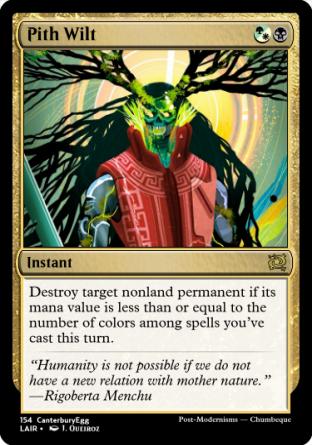 Pith Wilt
Instant
Destroy target nonland permanent if its
mana value is less than or equal to the
number of colors among spells you've
cast this turn.
“Humanity is not possible if we do not
have a new relation with mother nature.”
—Rigoberta Menchu
154 CanterburyEgg
Post-Modernisms — Chumbeque
LAIR • I. Queiroz